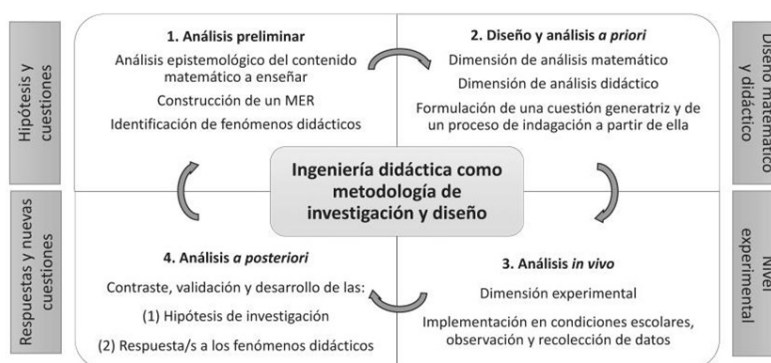 Hipótesis y
cuestiones
1. Análisis preliminar
Análisis epistemológico del contenido
matemático a enseñar
Construcción de un MER
Identificación de fenómenos didácticos
2. Diseño y análisis a priori
Dimensión de análisis matemático
Dimensión de análisis didáctico
Formulación de una cuestión generatriz y de
un proceso de indagación a partir de ella
Diseño matemático
y didáctico
Ingeniería didáctica como
metodología de
investigación y diseño
Respuestas y nuevas
cuestiones
4. Análisis a posteriori
Contraste, validación y desarrollo de las:
(1) Hipótesis de investigación
(2) Respuesta/s a los fenómenos didácticos
3. Análisis in vivo
Dimensión experimental
Implementación en condiciones escolares,
observación y recolección de datos
Nivel
experimental